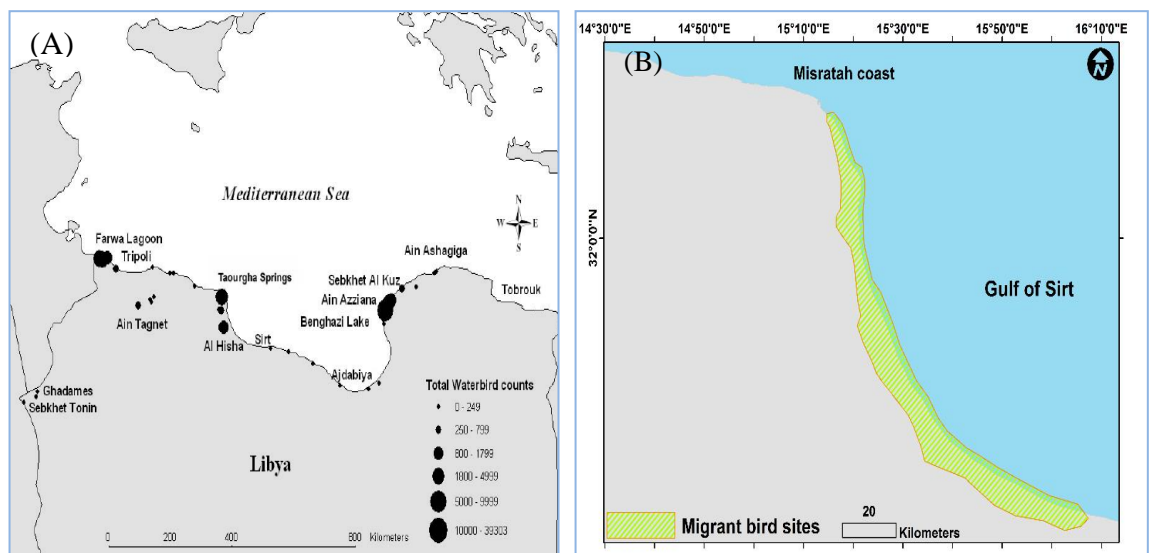 (A)
Mediterranean Sea
W E
N
S
Farwa Lagoon
Tripoli
Ain Tagnet
Taourgha Springs
Al Hisha
Sirt
Ajdabiya
Ain Ashagiga
Sebkhet Al Kuz
Ain Azziana
Benghazi Lake
Tobrouk
Ghadames
Sebkhet Tonin
Libya
Total Waterbird counts
0 - 249
250 - 799
800 - 1799
1800 - 4999
5000 - 9999
10000 - 39303
0 200 400 800 Kilometers
14°30'0"E 14°50'0"E 15°10'0"E 15°30'0"E 15°50'0"E 16°10'0"E
(B)
Misratah coast
N
32°0'0"N
32°0'0"N
Gulf of Sirt
Migrant bird sites
20
Kilometers